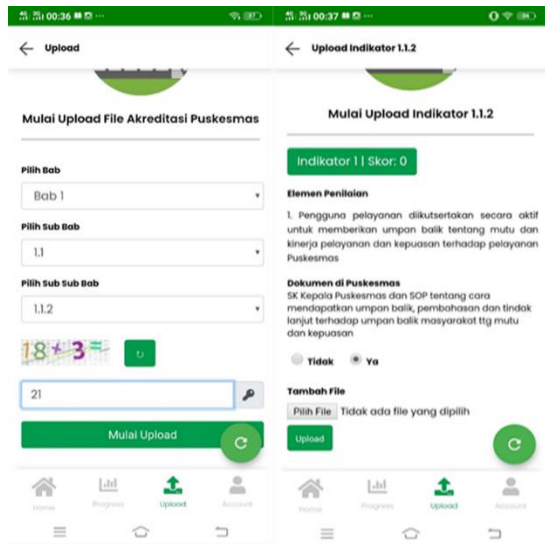 00:36
Upload
Mulai Upload File Akreditasi Puskesmas
Pilih Bab
Bab 1
Pilih Sub Bab
1.1
Pilih Sub Sub Bab
1.1.2
18+3=
21
Mulai Upload
Home
Progress
Upload
Account
00:37
Upload Indikator 1.1.2
Mulai Upload Indikator 1.1.2
Indikator 1 | Skor: 0
Elemen Penilaian
1. Pengguna pelayanan diikutsertakan secara aktif
untuk memberikan umpan balik tentang mutu dan
kinerja pelayanan dan kepuasan terhadap pelayanan
Puskesmas
Dokumen di Puskesmas
SK Kepala Puskesmas dan SOP tentang cara
mendapatkan umpan balik, pembahasan dan tindak
lanjut terhadap umpan balik masyarakat ttg mutu
dan kepuasan
Tidak Ya
Tambah File
Pilih File Tidak ada file yang dipilih
Upload
Home
Progress
Upload
Account